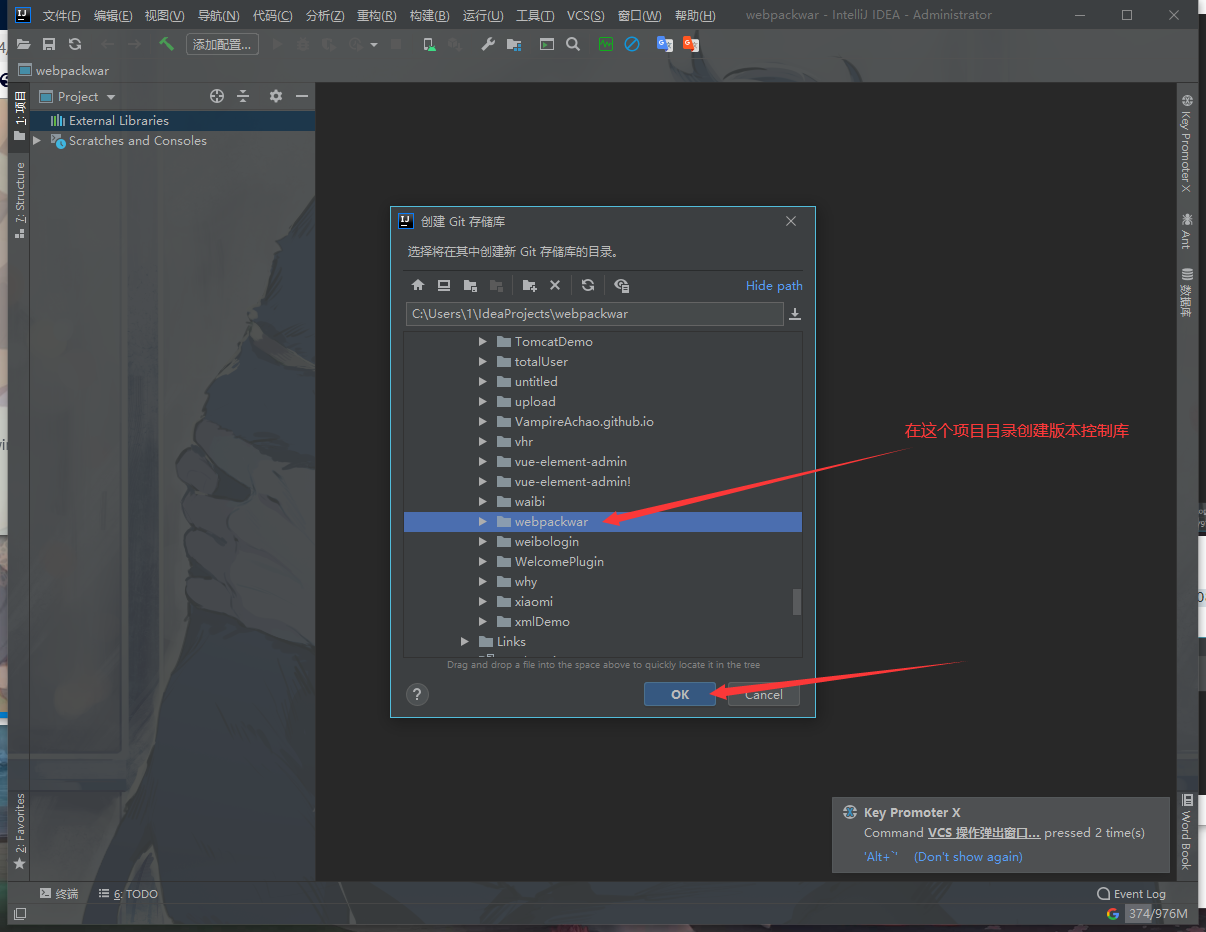 文件(F) 编辑(E) 视图(V) 导航(N) 代码(C) 分析(Z) 重构(R) 构建(B) 运行(U) 工具(T) VCS(S) 窗口(W) 帮助(H) webpackwar - IntelliJ IDEA - Administrator
添加配置...
webpackwar
1: 项目
Project
External Libraries
Scratches and Consoles
7: Structure
2: Favorites
创建 Git 存储库
选择将在其中创建新 Git 存储库的目录。
Hide path
C:\Users\1\IdeaProjects\webpackwar
TomcatDemo
totalUser
untitled
upload
VampireAchao.github.io
vhr
vue-element-admin
vue-element-admin!
waibi
webpackwar
weibologin
WelcomePlugin
why
xiaomi
xmlDemo
Links
Drag and drop a file into the space above to quickly locate it in the tree
?
OK
Cancel
在这个项目目录创建版本控制库
Key Promoter X
Ant
数据库
Word Book
Key Promoter X
Command VCS 操作弹出窗口... pressed 2 time(s)
'Alt+`' (Don't show again)
终端
6: TODO
Event Log
374/976M